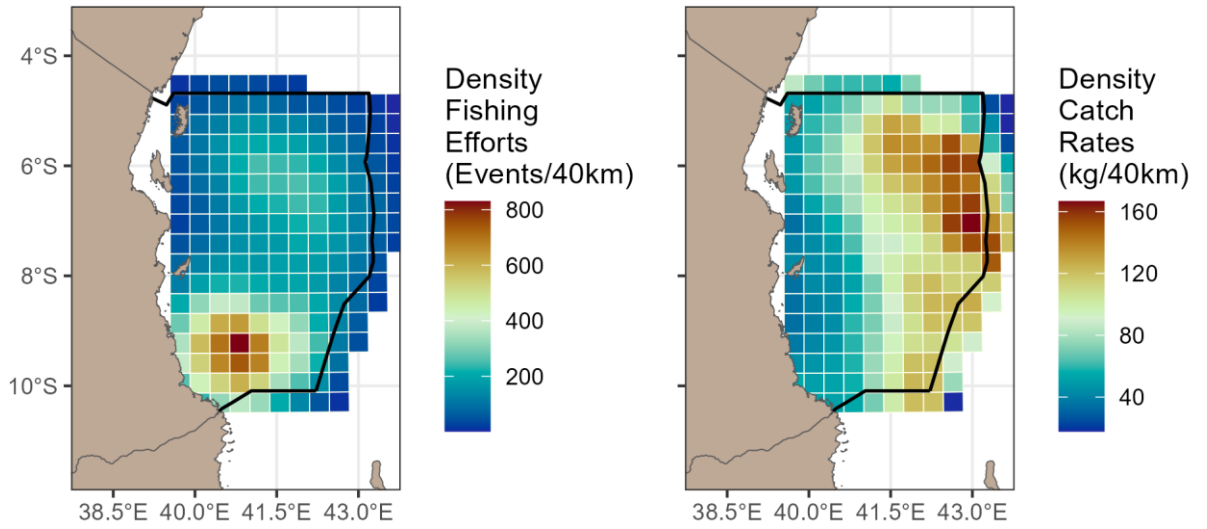 4°S
6°S
8°S
10°S
38.5°E 40.0°E 41.5°E 43.0°E
Density
Fishing
Efforts
(Events/40km)
800
600
400
200
38.5°E 40.0°E 41.5°E 43.0°E
Density
Catch
Rates
(kg/40km)
160
120
80
40